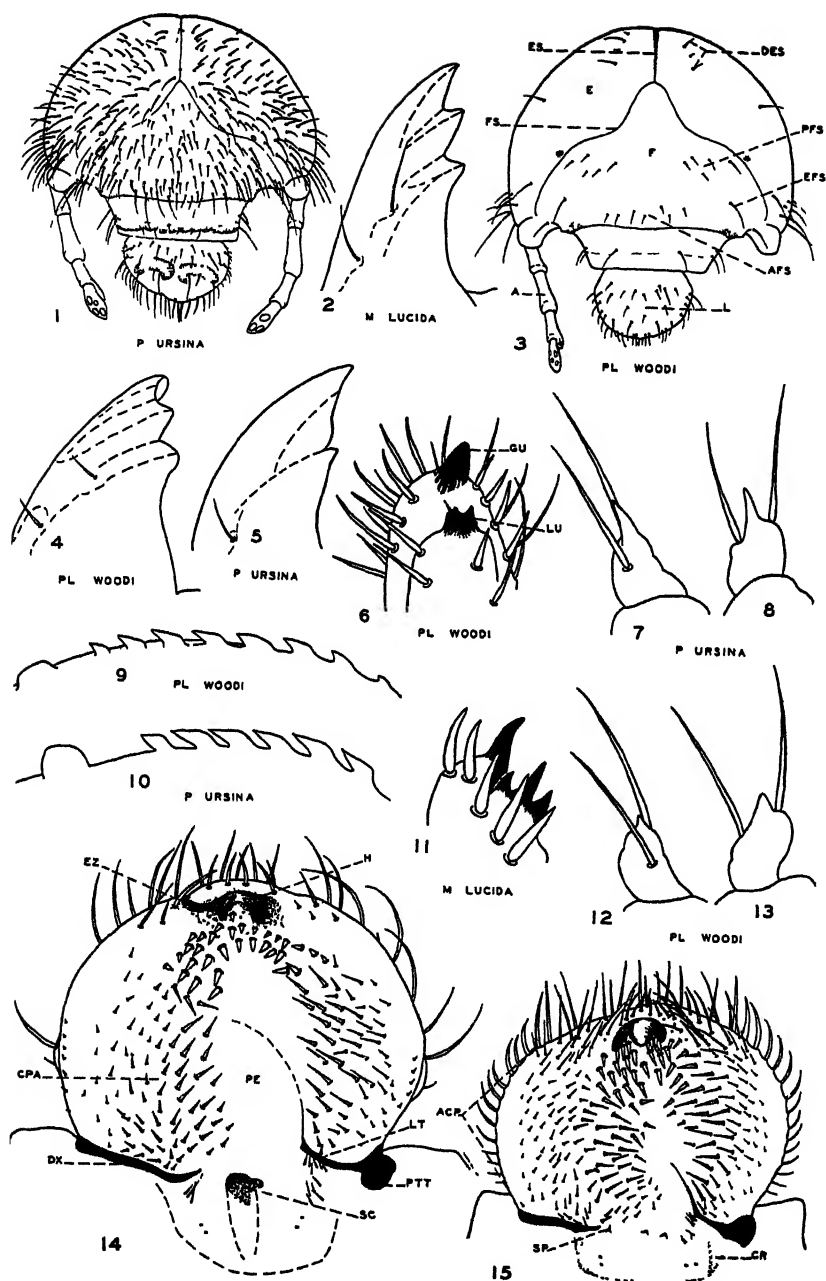 ES
DES
E
FS
F
PFS
EFS
AFS
A
L
1
P URSINA
2
M LUCIDA
3
PL WOODI
4
PL WOODI
5
P URSINA
GU
LU
6
PL WOODI
7
8
P URSINA
9
PL WOODI
10
P URSINA
11
M LUCIDA
12
13
PL WOODI
EZ
H
CPA
PE
LT
DX
PTT
SC
14
ACR
SP
CR
15